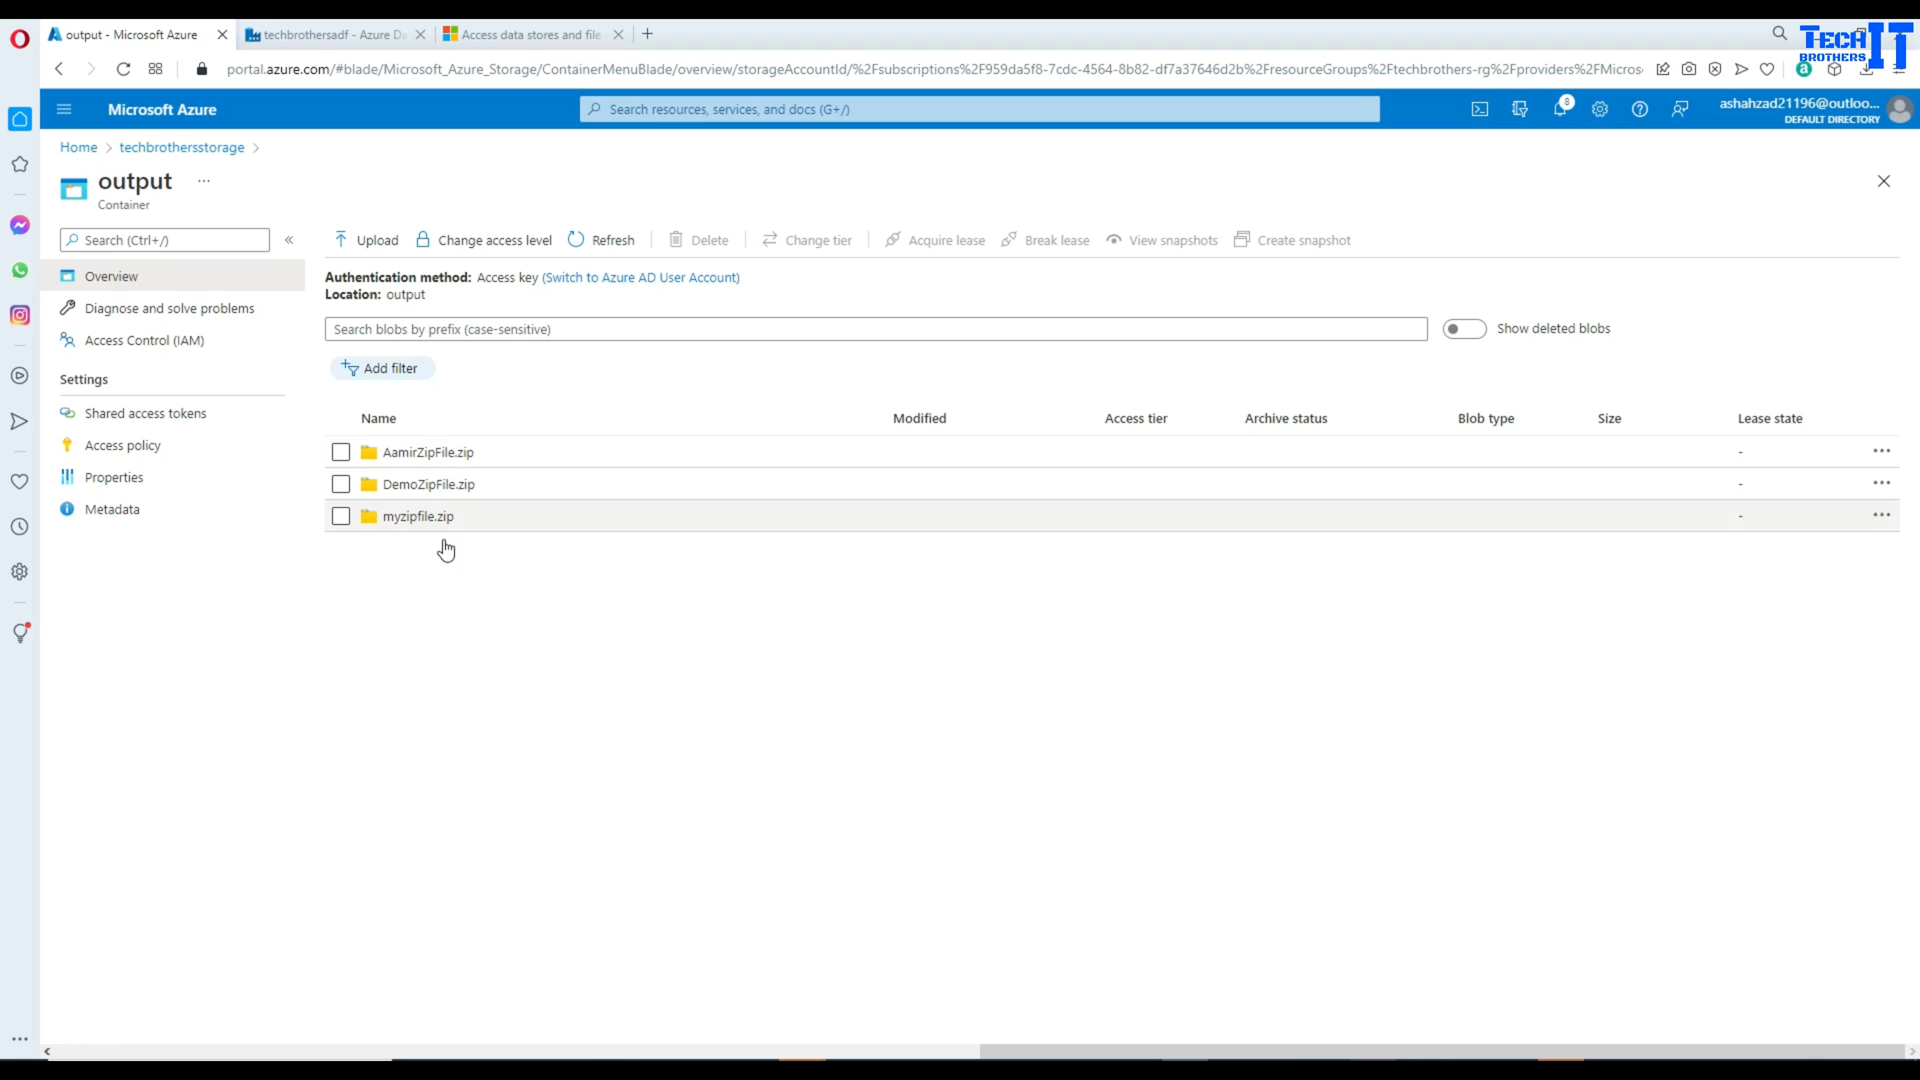 output - Microsoft Azure
techbrothersadf - Azure Da
Access data stores and file
TECH IT
BROTHERS
portal.azure.com/#blade/Microsoft_Azure_Storage/ContainerMenuBlade/overview/storageAccountId/%2Fsubscriptions%2F959da5f8-7cdc-4564-8b82-df7a37646d2b%2FresourceGroups%2Ftechbrothers-rg%2Fproviders%2FMicros
a
Microsoft Azure
Search resources, services, and docs (G+/)
8
ashahzad21196@outloo...
DEFAULT DIRECTORY
Home > techbrothersstorage >
output ...
Container
Search (Ctrl+/)
«
Upload
Change access level
Refresh
Delete
Change tier
Acquire lease
Break lease
View snapshots
Create snapshot
Overview
Diagnose and solve problems
Access Control (IAM)
Settings
Shared access tokens
Access policy
Properties
Metadata
Authentication method: Access key (Switch to Azure AD User Account)
Location: output
Search blobs by prefix (case-sensitive)
Show deleted blobs
Add filter
Name Modified Access tier Archive status Blob type Size Lease state
AamirZipFile.zip - ...
DemoZipFile.zip - ...
myzipfile.zip - ...